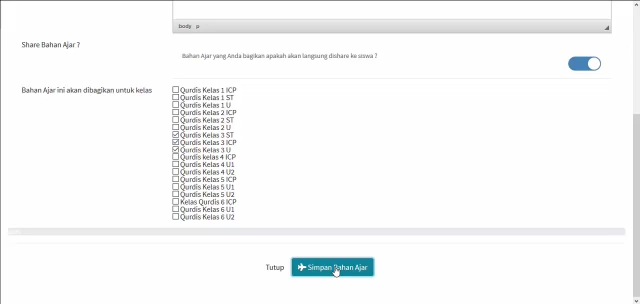 body p
Share Bahan Ajar ?
Bahan Ajar yang Anda bagikan apakah akan langsung dishare ke siswa ?
Bahan Ajar ini akan dibagikan untuk kelas
Qurdis Kelas 1 ICP
Qurdis Kelas 1 ST
Qurdis Kelas 1 U
Qurdis Kelas 2 ICP
Qurdis Kelas 2 ST
Qurdis Kelas 2 U
Qurdis Kelas 3 ST
Qurdis Kelas 3 ICP
Qurdis Kelas 3 U
Qurdis kelas 4 ICP
Qurdis Kelas 4 U1
Qurdis Kelas 4 U2
Qurdis Kelas 5 ICP
Qurdis Kelas 5 U1
Qurdis Kelas 5 U2
Kelas Qurdis 6 ICP
Qurdis Kelas 6 U1
Qurdis Kelas 6 U2
Tutup Simpan Bahan Ajar